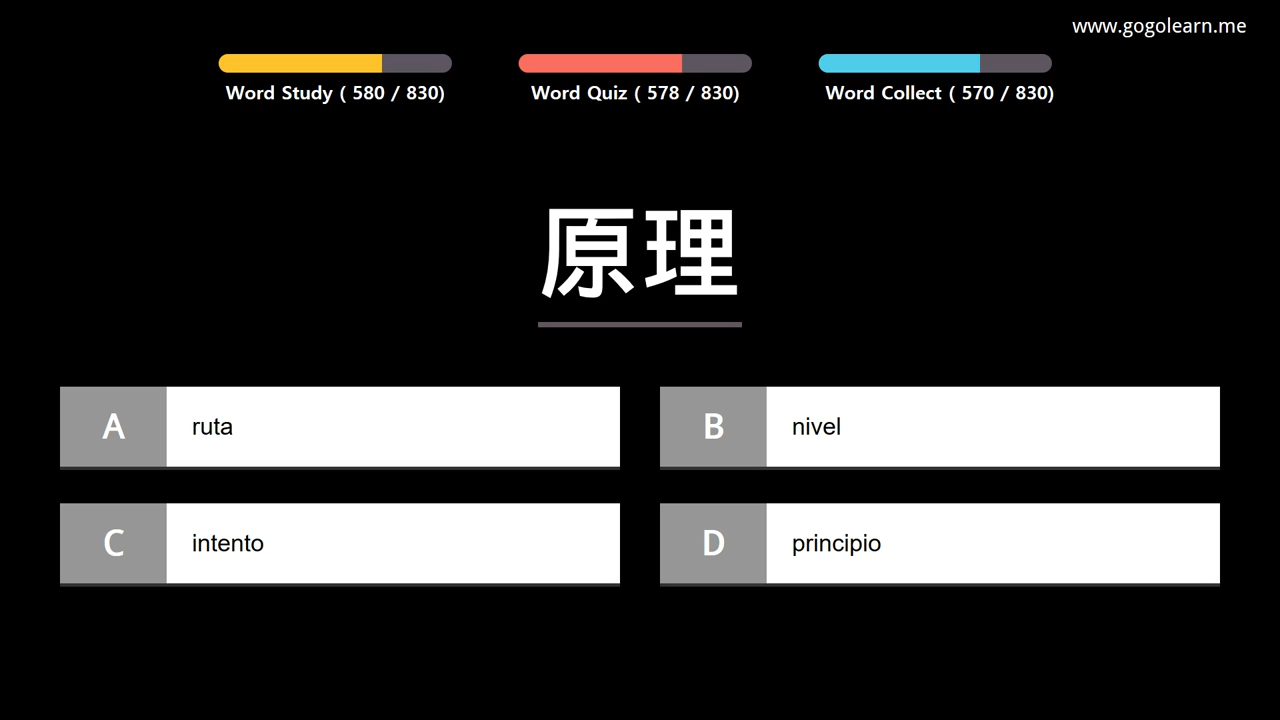 www.gogolearn.me
Word Study ( 580 / 830)
Word Quiz ( 578 / 830)
Word Collect ( 570 / 830)
原理
A
ruta
B
nivel
C
intento
D
principio